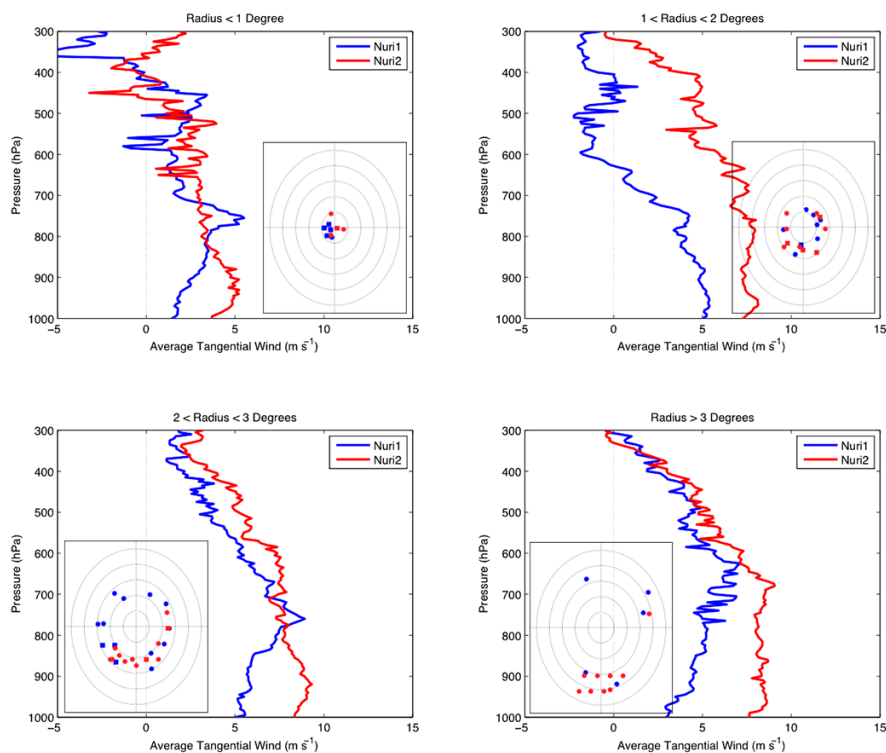 Radius < 1 Degree
300
400
500
600
700
800
900
1000
Pressure (hPa)
−5
0
5
10
15
Average Tangential Wind (m s−1)
Nuri1
Nuri2
1 < Radius < 2 Degrees
300
400
500
600
700
800
900
1000
Pressure (hPa)
−5
0
5
10
15
Average Tangential Wind (m s−1)
Nuri1
Nuri2
2 < Radius < 3 Degrees
300
400
500
600
700
800
900
1000
Pressure (hPa)
−5
0
5
10
15
Average Tangential Wind (m s−1)
Nuri1
Nuri2
Radius > 3 Degrees
300
400
500
600
700
800
900
1000
Pressure (hPa)
−5
0
5
10
15
Average Tangential Wind (m s−1)
Nuri1
Nuri2